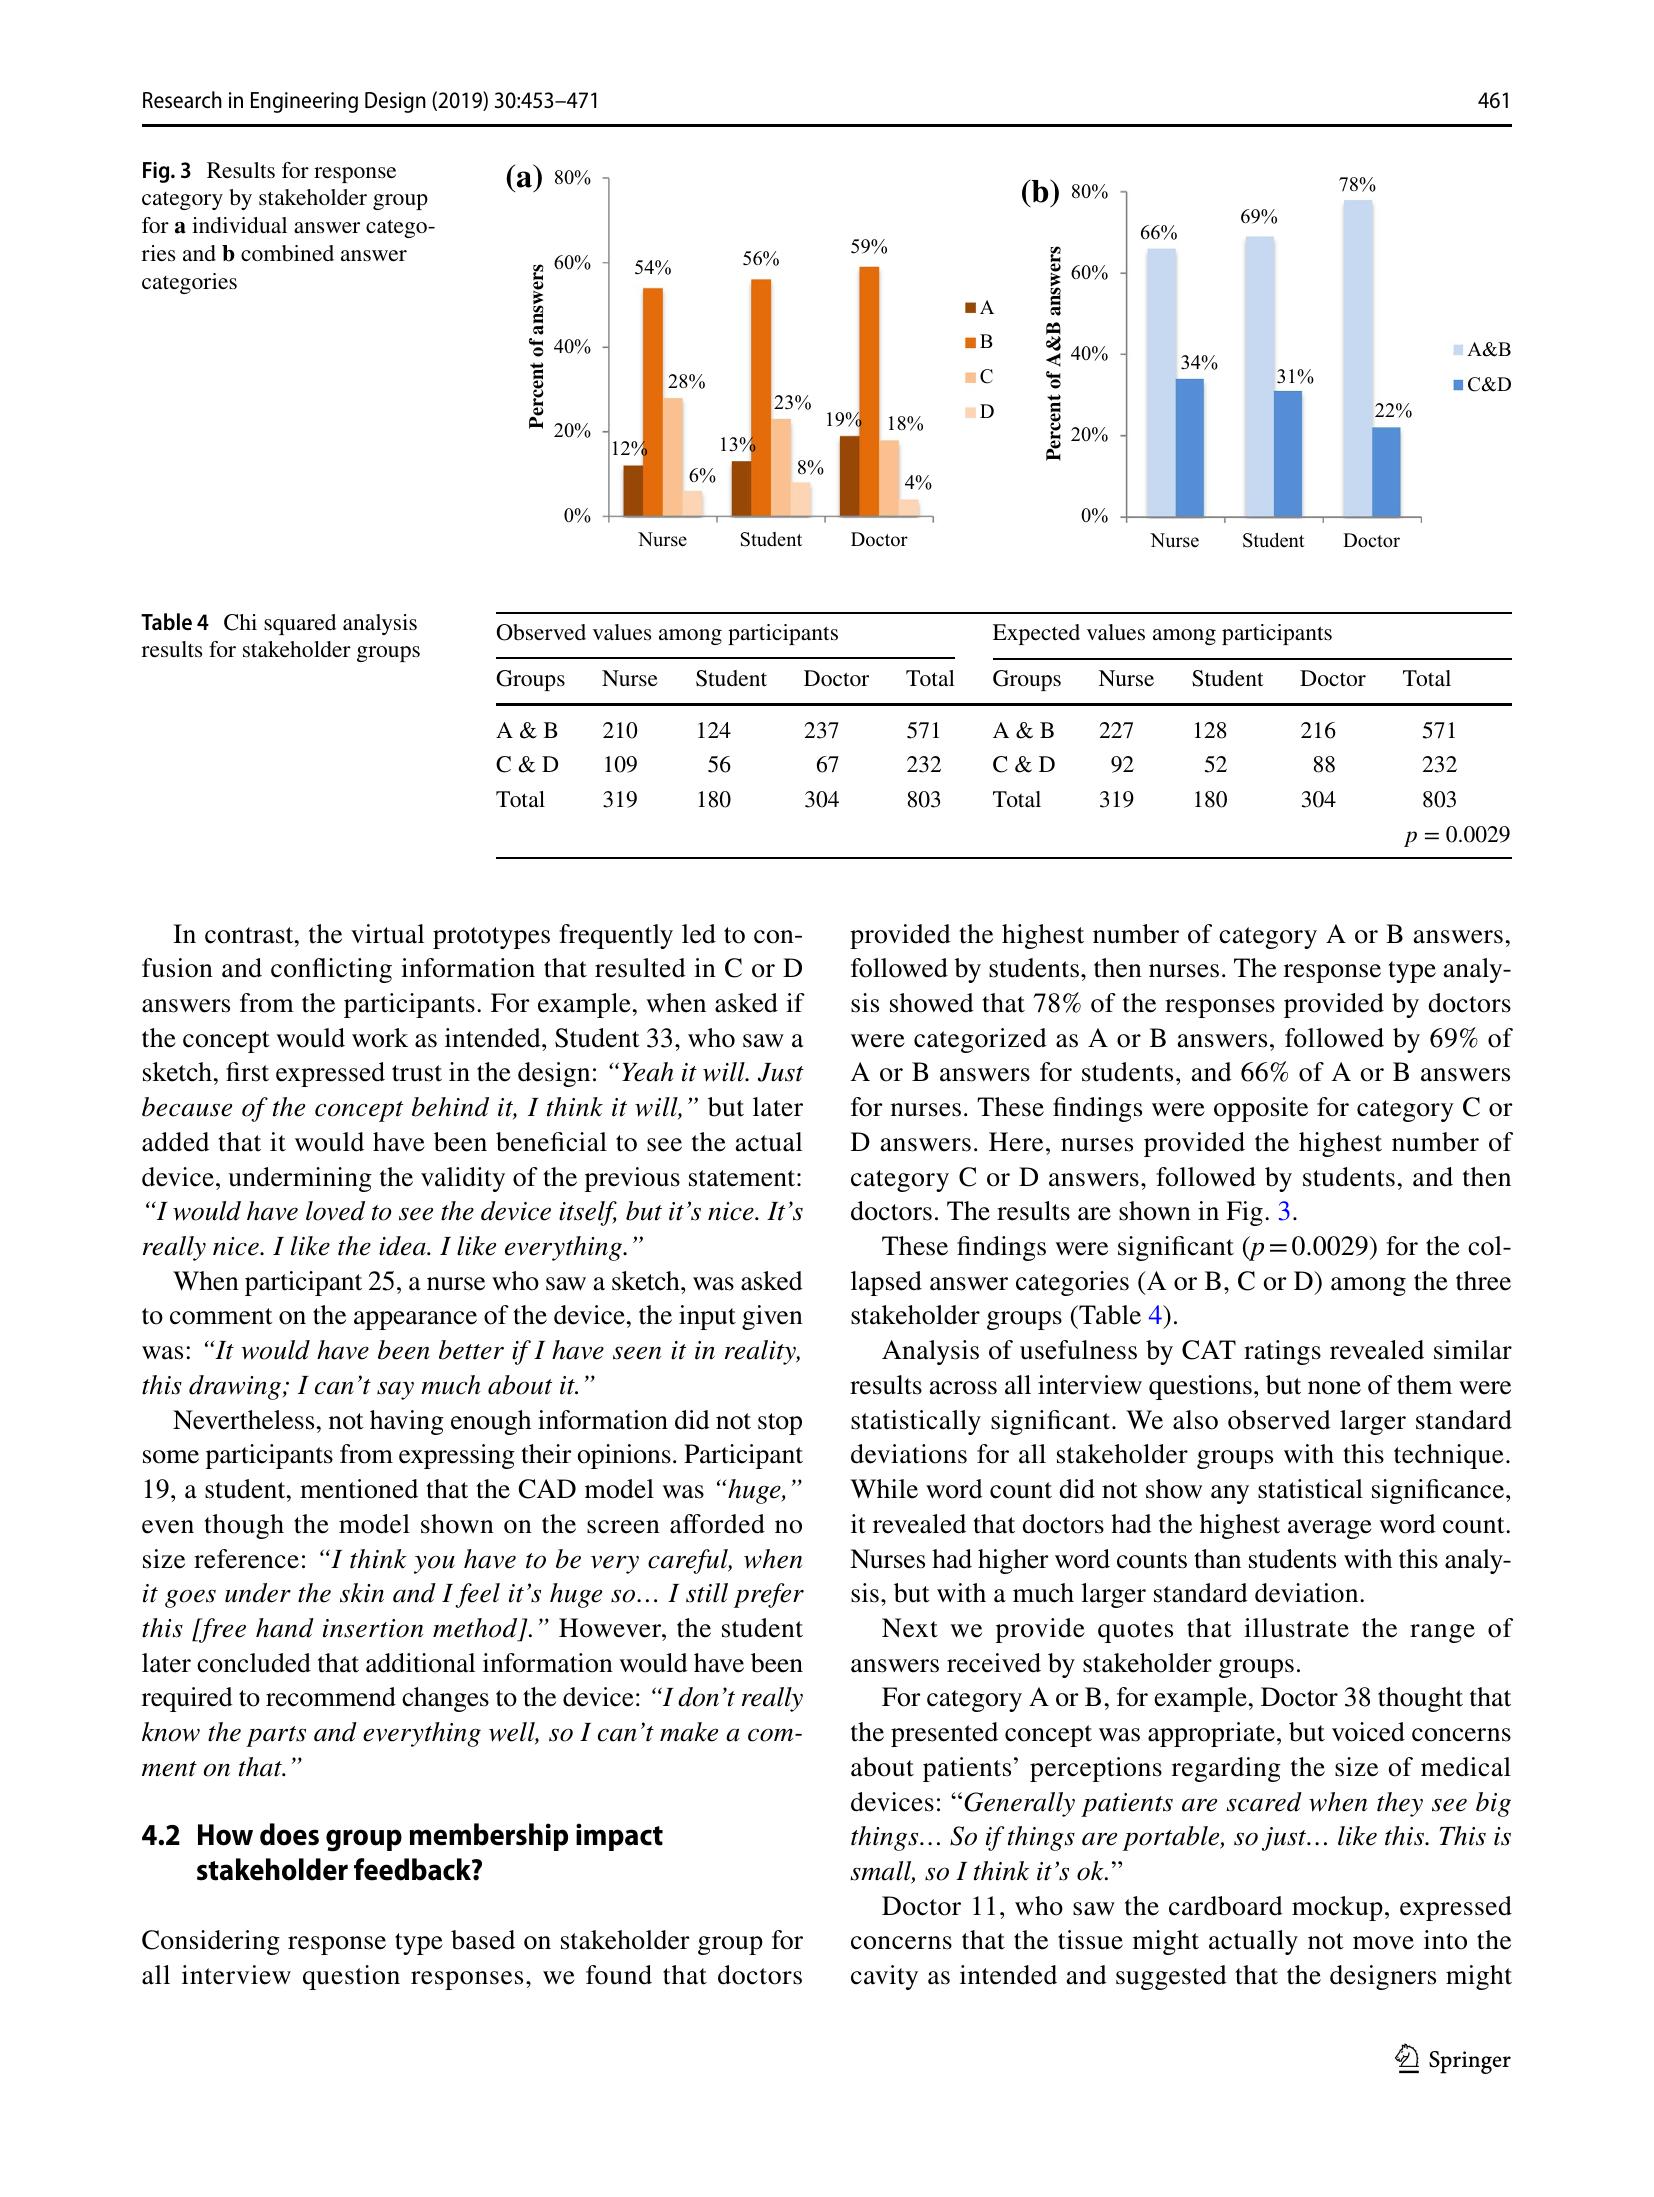 Research in Engineering Design (2019) 30:453–471
461
Fig. 3 Results for response
category by stakeholder group
for a individual answer catego-
ries and b combined answer
categories
(a)
80%
60%
40%
20%
0%
Percent of answers
12%
54%
28%
6%
13%
56%
23%
8%
19%
59%
18%
4%
Nurse
Student
Doctor
A
B
C
D
(b)
80%
60%
40%
20%
0%
Percent of A&B answers
66%
34%
69%
31%
78%
22%
Nurse
Student
Doctor
A&B
C&D
Table 4 Chi squared analysis
results for stakeholder groups
Observed values among participants Expected values among participants
Groups Nurse Student Doctor Total Groups Nurse Student Doctor Total
A & B 210 124 237 571 A & B 227 128 216 571
C & D 109 56 67 232 C & D 92 52 88 232
Total 319 180 304 803 Total 319 180 304 803
p = 0.0029
In contrast, the virtual prototypes frequently led to con-
fusion and conflicting information that resulted in C or D
answers from the participants. For example, when asked if
the concept would work as intended, Student 33, who saw a
sketch, first expressed trust in the design: “Yeah it will. Just
because of the concept behind it, I think it will,” but later
added that it would have been beneficial to see the actual
device, undermining the validity of the previous statement:
“I would have loved to see the device itself, but it’s nice. It’s
really nice. I like the idea. I like everything.”
When participant 25, a nurse who saw a sketch, was asked
to comment on the appearance of the device, the input given
was: “It would have been better if I have seen it in reality,
this drawing; I can’t say much about it.”
Nevertheless, not having enough information did not stop
some participants from expressing their opinions. Participant
19, a student, mentioned that the CAD model was “huge,”
even though the model shown on the screen afforded no
size reference: “I think you have to be very careful, when
it goes under the skin and I feel it’s huge so… I still prefer
this [free hand insertion method].” However, the student
later concluded that additional information would have been
required to recommend changes to the device: “I don’t really
know the parts and everything well, so I can’t make a com-
ment on that.”
4.2 How does group membership impact
stakeholder feedback?
Considering response type based on stakeholder group for
all interview question responses, we found that doctors
provided the highest number of category A or B answers,
followed by students, then nurses. The response type analy-
sis showed that 78% of the responses provided by doctors
were categorized as A or B answers, followed by 69% of
A or B answers for students, and 66% of A or B answers
for nurses. These findings were opposite for category C or
D answers. Here, nurses provided the highest number of
category C or D answers, followed by students, and then
doctors. The results are shown in Fig. 3.
These findings were significant (p = 0.0029) for the col-
lapsed answer categories (A or B, C or D) among the three
stakeholder groups (Table 4).
Analysis of usefulness by CAT ratings revealed similar
results across all interview questions, but none of them were
statistically significant. We also observed larger standard
deviations for all stakeholder groups with this technique.
While word count did not show any statistical significance,
it revealed that doctors had the highest average word count.
Nurses had higher word counts than students with this analy-
sis, but with a much larger standard deviation.
Next we provide quotes that illustrate the range of
answers received by stakeholder groups.
For category A or B, for example, Doctor 38 thought that
the presented concept was appropriate, but voiced concerns
about patients’ perceptions regarding the size of medical
devices: “Generally patients are scared when they see big
things… So if things are portable, so just… like this. This is
small, so I think it’s ok.”
Doctor 11, who saw the cardboard mockup, expressed
concerns that the tissue might actually not move into the
cavity as intended and suggested that the designers might
Springer